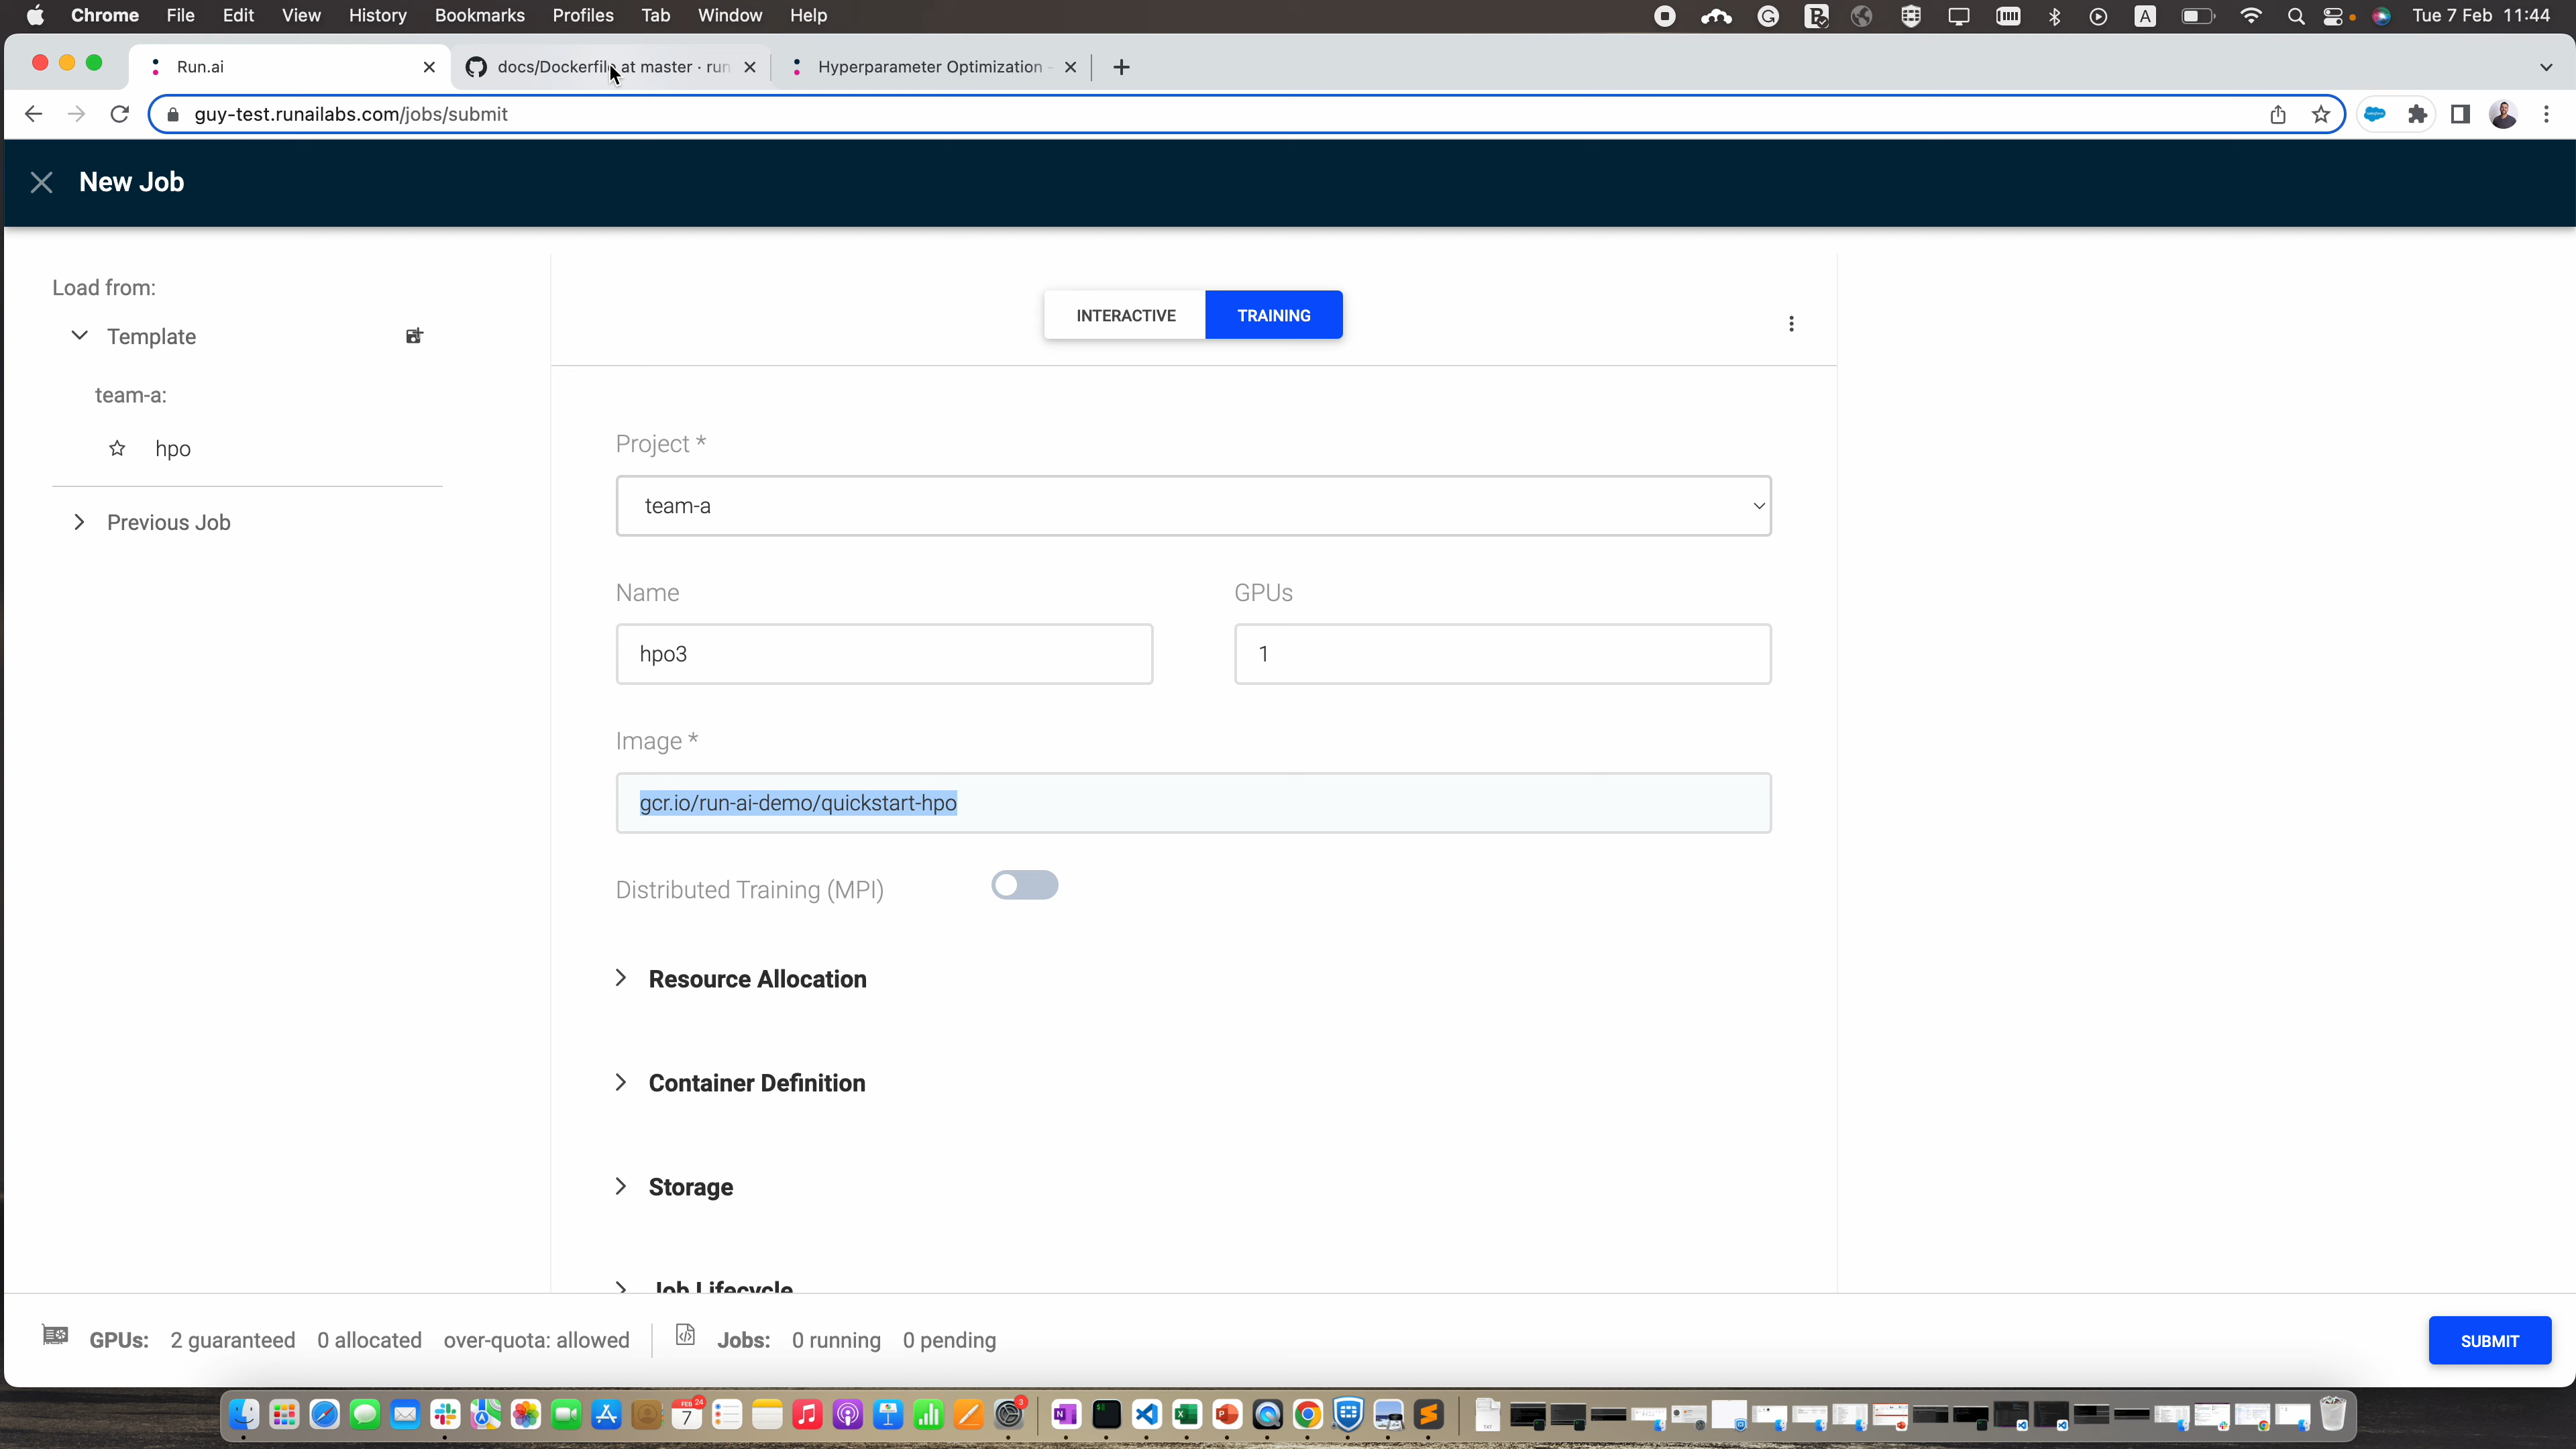 Chrome File Edit View History Bookmarks Profiles Tab Window Help
A
Tue 7 Feb 11:44
Run.ai
docs/Dockerfile at master · run
Hyperparameter Optimization -
guy-test.runailabs.com/jobs/submit
New Job
Load from:
Template
team-a:
hpo
Previous Job
INTERACTIVE
TRAINING
Project *
team-a
Name
GPUs
hpo3
1
Image *
gcr.io/run-ai-demo/quickstart-hpo
Distributed Training (MPI)
Resource Allocation
Container Definition
Storage
Job Lifecycle
GPUs: 2 guaranteed 0 allocated over-quota: allowed
Jobs: 0 running 0 pending
SUBMIT
FEB
7
24
3